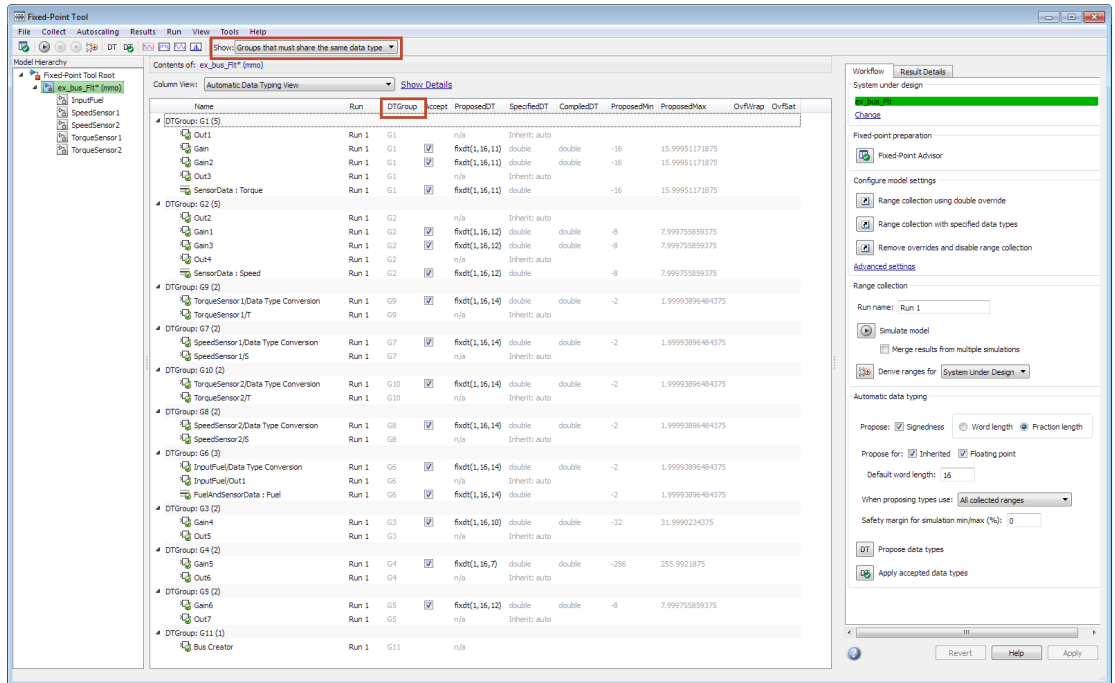 Fixed-Point Tool
File Collect Autoscaling Results Run View Tools Help
DT Show: Groups that must share the same data type
Model Hierarchy
Fixed-Point Tool Root
ex_bus_Flt* (mmo)
InputFuel
SpeedSensor1
SpeedSensor2
TorqueSensor1
TorqueSensor2
Contents of: ex_bus_Flt* (mmo)
Column View: Automatic Data Typing View Show Details
Name Run DTGroup Accept ProposedDT SpecifiedDT CompiledDT ProposedMin ProposedMax OvfWrap OvfSat
DTGroup: G1 (5)
Out1 Run 1 G1 n/a Inherit: auto
Gain Run 1 G1 fixdt(1,16,11) double double -16 15.99951171875
Gain2 Run 1 G1 fixdt(1,16,11) double double -16 15.99951171875
Out3 Run 1 G1 n/a Inherit: auto
SensorData : Torque Run 1 G1 fixdt(1,16,11) double -16 15.99951171875
DTGroup: G2 (5)
Out2 Run 1 G2 n/a Inherit: auto
Gain1 Run 1 G2 fixdt(1,16,12) double double -8 7.999755859375
Gain3 Run 1 G2 fixdt(1,16,12) double double -8 7.999755859375
Out4 Run 1 G2 n/a Inherit: auto
SensorData : Speed Run 1 G2 fixdt(1,16,12) double -8 7.999755859375
DTGroup: G9 (2)
TorqueSensor1/Data Type Conversion Run 1 G9 fixdt(1,16,14) double double -2 1.99993896484375
TorqueSensor1/T Run 1 G9 n/a Inherit: auto
DTGroup: G7 (2)
SpeedSensor1/Data Type Conversion Run 1 G7 fixdt(1,16,14) double double -2 1.99993896484375
SpeedSensor1/S Run 1 G7 n/a Inherit: auto
DTGroup: G10 (2)
TorqueSensor2/Data Type Conversion Run 1 G10 fixdt(1,16,14) double double -2 1.99993896484375
TorqueSensor2/T Run 1 G10 n/a Inherit: auto
DTGroup: G8 (2)
SpeedSensor2/Data Type Conversion Run 1 G8 fixdt(1,16,14) double double -2 1.99993896484375
SpeedSensor2/S Run 1 G8 n/a Inherit: auto
DTGroup: G6 (3)
InputFuel/Data Type Conversion Run 1 G6 fixdt(1,16,14) double double -2 1.99993896484375
InputFuel/Out1 Run 1 G6 n/a Inherit: auto
FuelAndSensorData : Fuel Run 1 G6 fixdt(1,16,14) double -2 1.99993896484375
DTGroup: G3 (2)
Gain4 Run 1 G3 fixdt(1,16,10) double double -32 31.9990234375
Out5 Run 1 G3 n/a Inherit: auto
DTGroup: G4 (2)
Gain5 Run 1 G4 fixdt(1,16,7) double double -256 255.9921875
Out6 Run 1 G4 n/a Inherit: auto
DTGroup: G5 (2)
Gain6 Run 1 G5 fixdt(1,16,12) double double -8 7.999755859375
Out7 Run 1 G5 n/a Inherit: auto
DTGroup: G11 (1)
Bus Creator Run 1 G11 n/a
Workflow Result Details
System under design
ex_bus_Flt
Change
Fixed-point preparation
Fixed-Point Advisor
Configure model settings
Range collection using double override
Range collection with specified data types
Remove overrides and disable range collection
Advanced settings
Range collection
Run name: Run 1
Simulate model
Merge results from multiple simulations
Derive ranges for System Under Design
Automatic data typing
Propose: Signedness Word length Fraction length
Propose for: Inherited Floating point
Default word length: 16
When proposing types use: All collected ranges
Safety margin for simulation min/max (%): 0
DT Propose data types
DT Apply accepted data types
Revert Help Apply